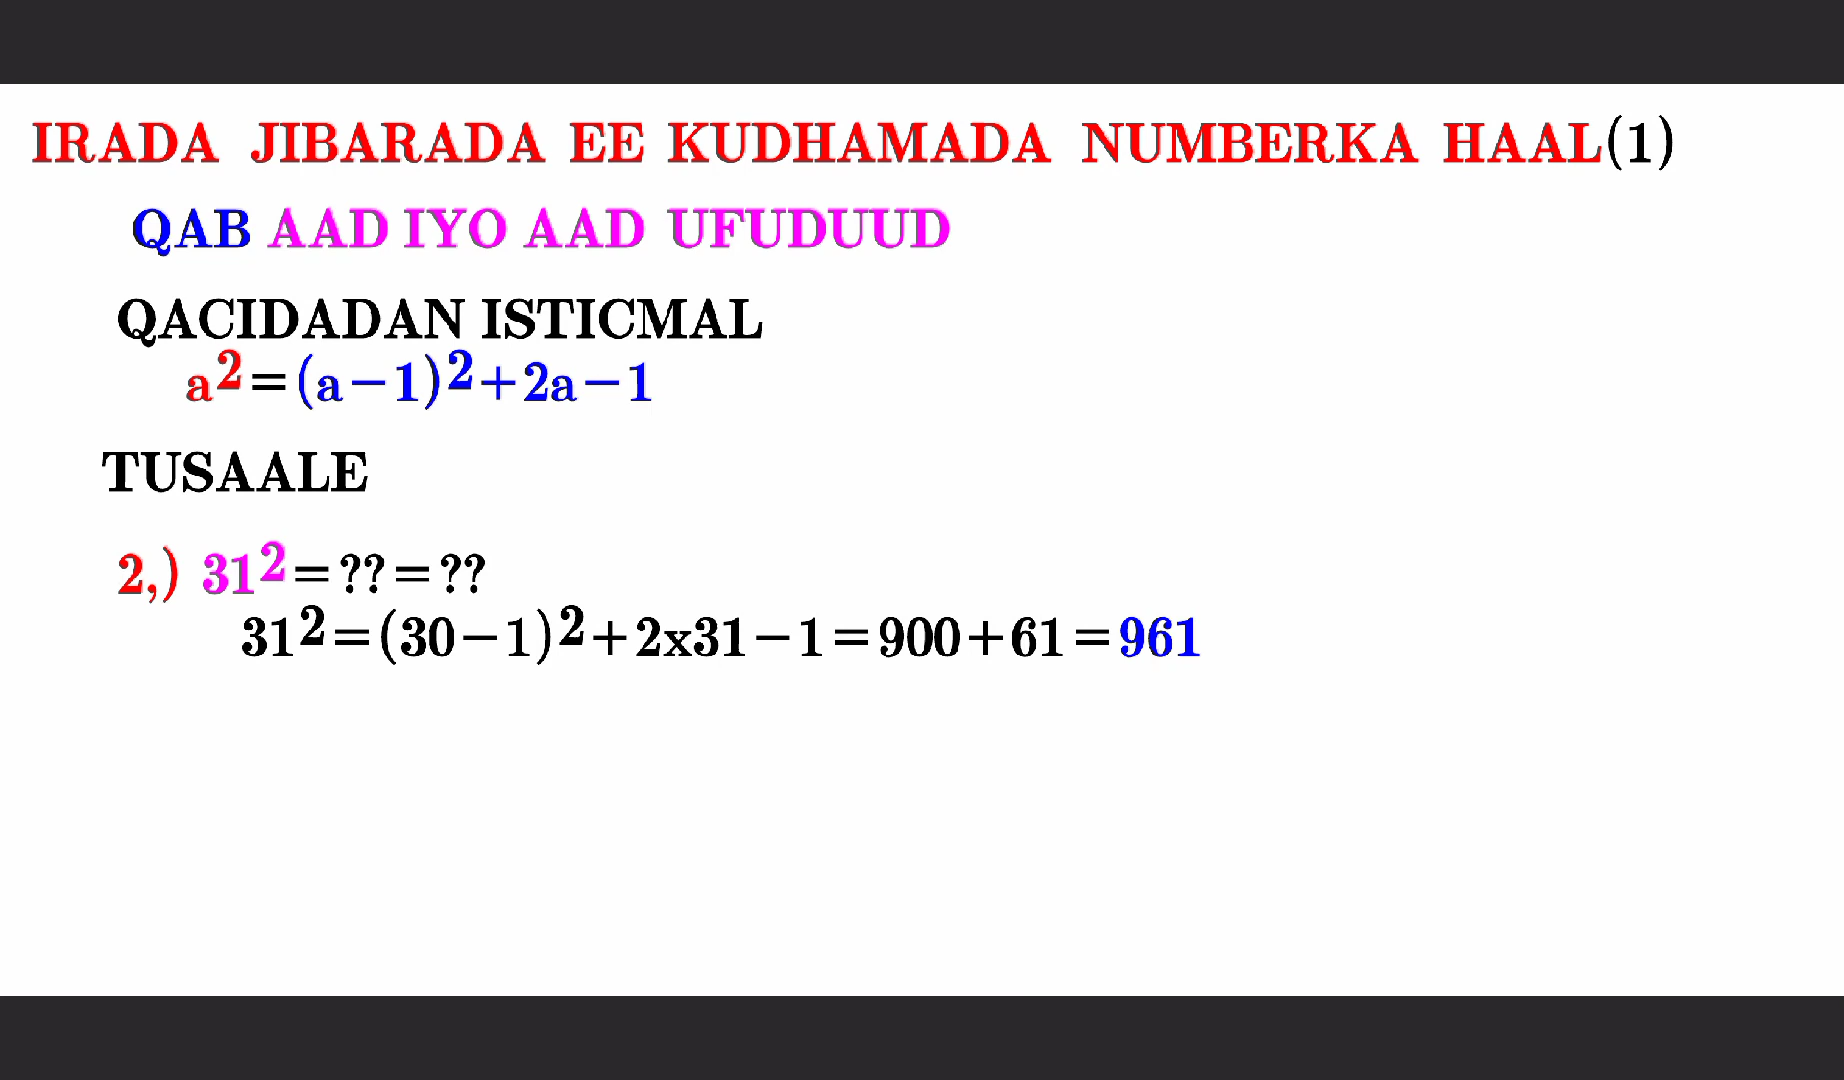 IRADA JIBARADA EE KUDHAMADA NUMBERKA HAAL(1)
QAB AAD IYO AAD UFUDUUD
QACIDADAN ISTICMAL
a²=(a−1)²+2a−1
TUSAALE
2,) 31²=??=??
31²=(30−1)²+2x31−1=900+61=961